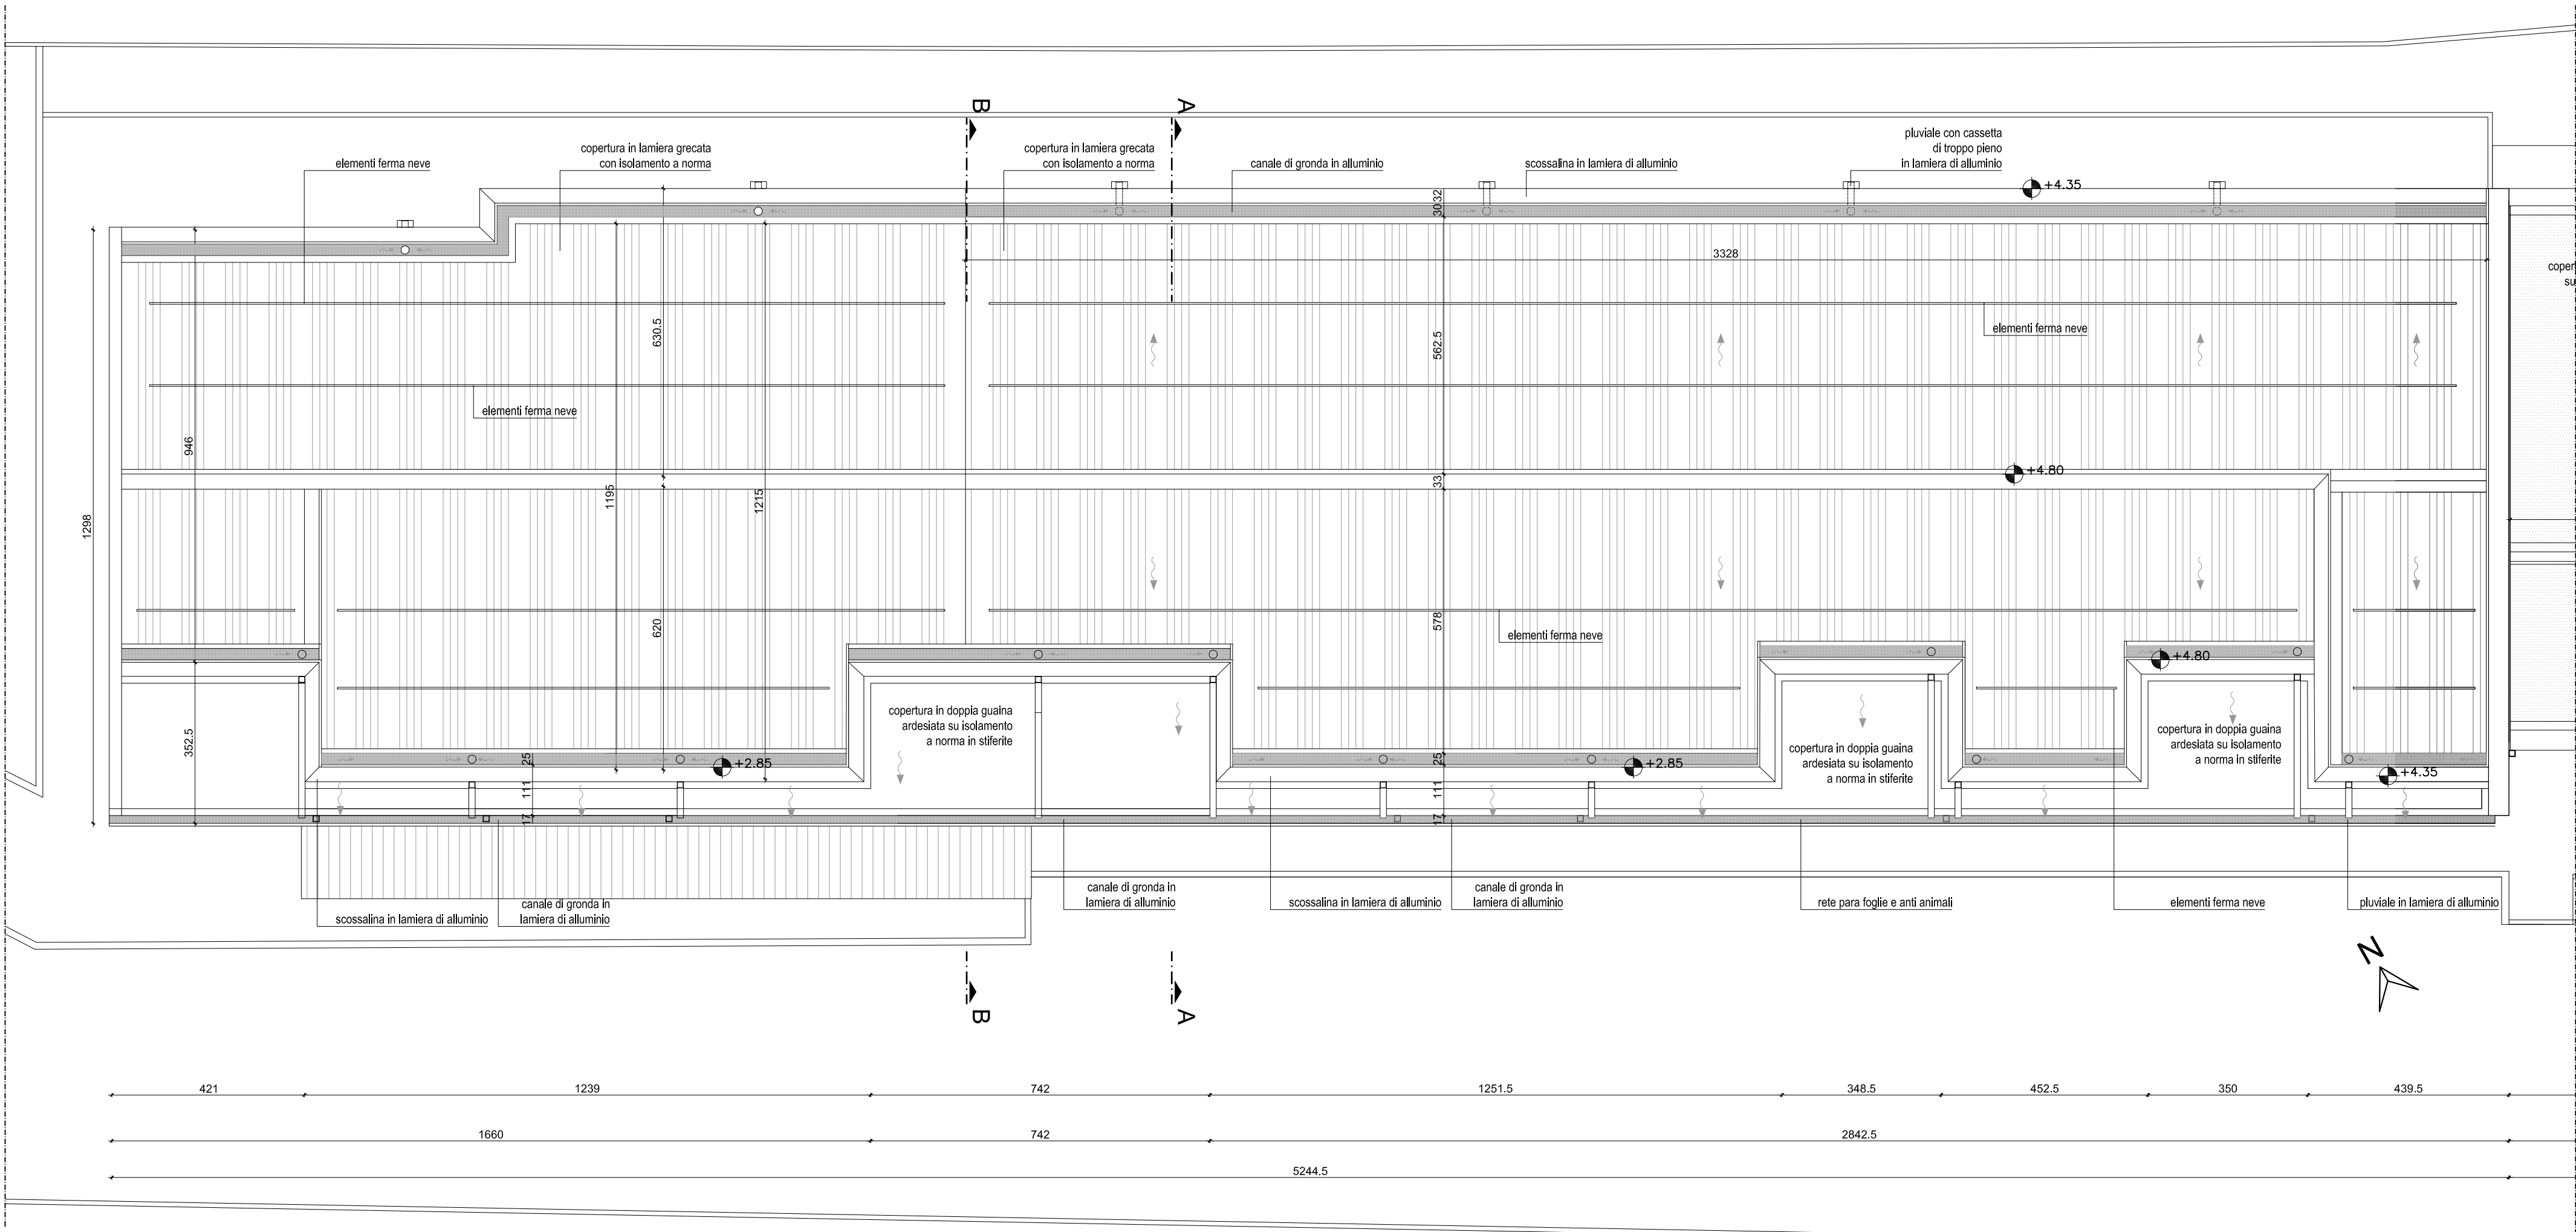 B
A
elementi ferma neve
copertura in lamiera grecata
con isolamento a norma
copertura in lamiera grecata
con isolamento a norma
canale di gronda in alluminio
scossalina in lamiera di alluminio
pluviale con cassetta
di troppo pieno
in lamiera di alluminio
+4.35
32
30
3328
630.5
562.5
elementi ferma neve
elementi ferma neve
946
1195
1215
33
+4.80
1298
620
578
elementi ferma neve
+4.80
352.5
copertura in doppia guaina
ardesiata su isolamento
a norma in stiferite
copertura in doppia guaina
ardesiata su isolamento
a norma in stiferite
copertura in doppia guaina
ardesiata su isolamento
a norma in stiferite
25
111
17
+2.85
25
111
17
+2.85
+4.35
scossalina in lamiera di alluminio
canale di gronda in
lamiera di alluminio
canale di gronda in
lamiera di alluminio
scossalina in lamiera di alluminio
canale di gronda in
lamiera di alluminio
rete para foglie e anti animali
elementi ferma neve
pluviale in lamiera di alluminio
N
B
A
421
1239
742
1251.5
348.5
452.5
350
439.5
1660
742
2842.5
5244.5